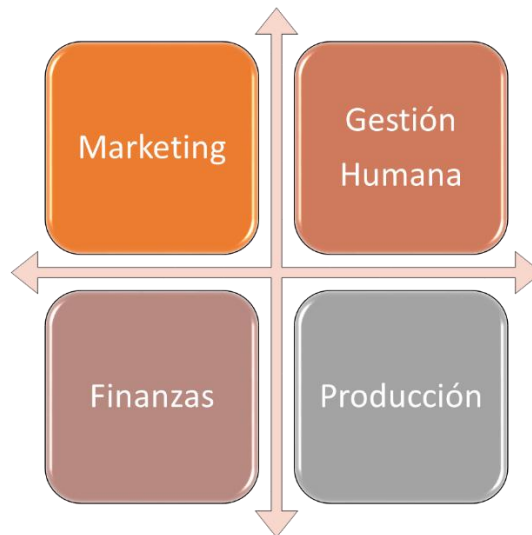 Marketing
Gestión
Humana
Finanzas
Producción